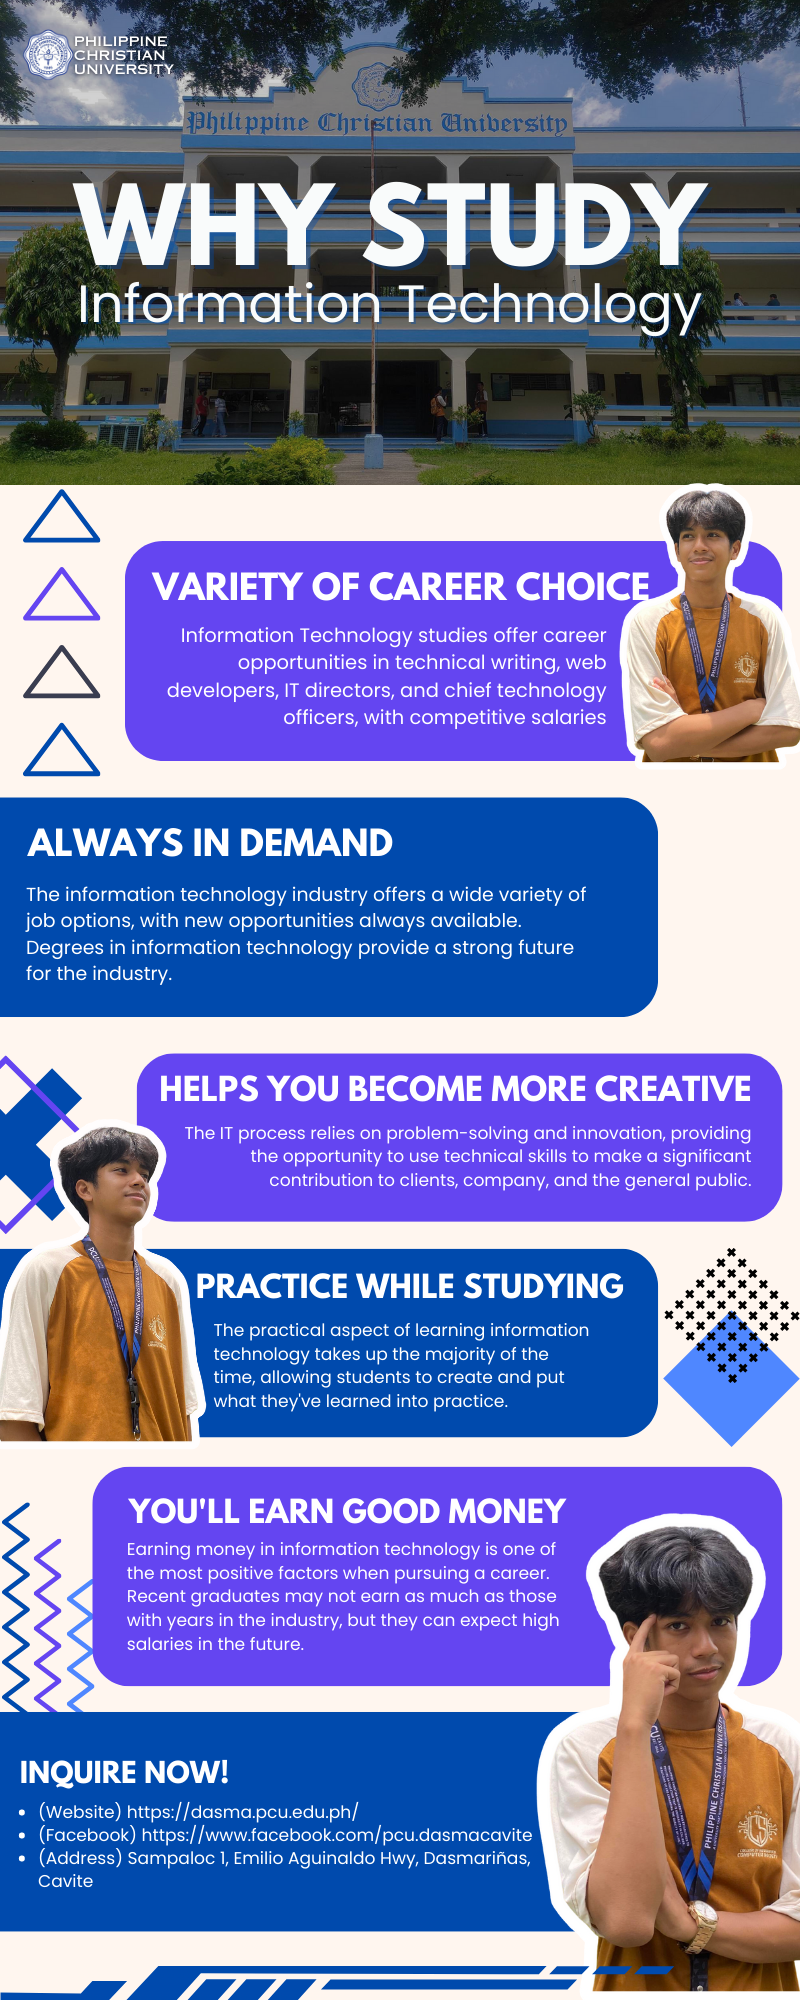 PHILIPPINE
CHRISTIAN
UNIVERSITY
Philippine Christian University
WHY STUDY
Information Technology
VARIETY OF CAREER CHOICE
Information Technology studies offer career
opportunities in technical writing, web
developers, IT directors, and chief technology
officers, with competitive salaries
PHILIPPINE CHRISTIAN UNIVERSITY
ALWAYS IN DEMAND
The information technology industry offers a wide variety of
job options, with new opportunities always available.
Degrees in information technology provide a strong future
for the industry.
HELPS YOU BECOME MORE CREATIVE
The IT process relies on problem-solving and innovation, providing
the opportunity to use technical skills to make a significant
contribution to clients, company, and the general public.
PCU
PHILIPPINE CHRISTIAN
PRACTICE WHILE STUDYING
The practical aspect of learning information
technology takes up the majority of the
time, allowing students to create and put
what they've learned into practice.
YOU'LL EARN GOOD MONEY
Earning money in information technology is one of
the most positive factors when pursuing a career.
Recent graduates may not earn as much as those
with years in the industry, but they can expect high
salaries in the future.
PHILIPPINE CHRISTIAN UNIVERSITY
INQUIRE NOW!
• (Website) https://dasma.pcu.edu.ph/
• (Facebook) https://www.facebook.com/pcu.dasmacavite
• (Address) Sampaloc 1, Emilio Aguinaldo Hwy, Dasmariñas,
Cavite